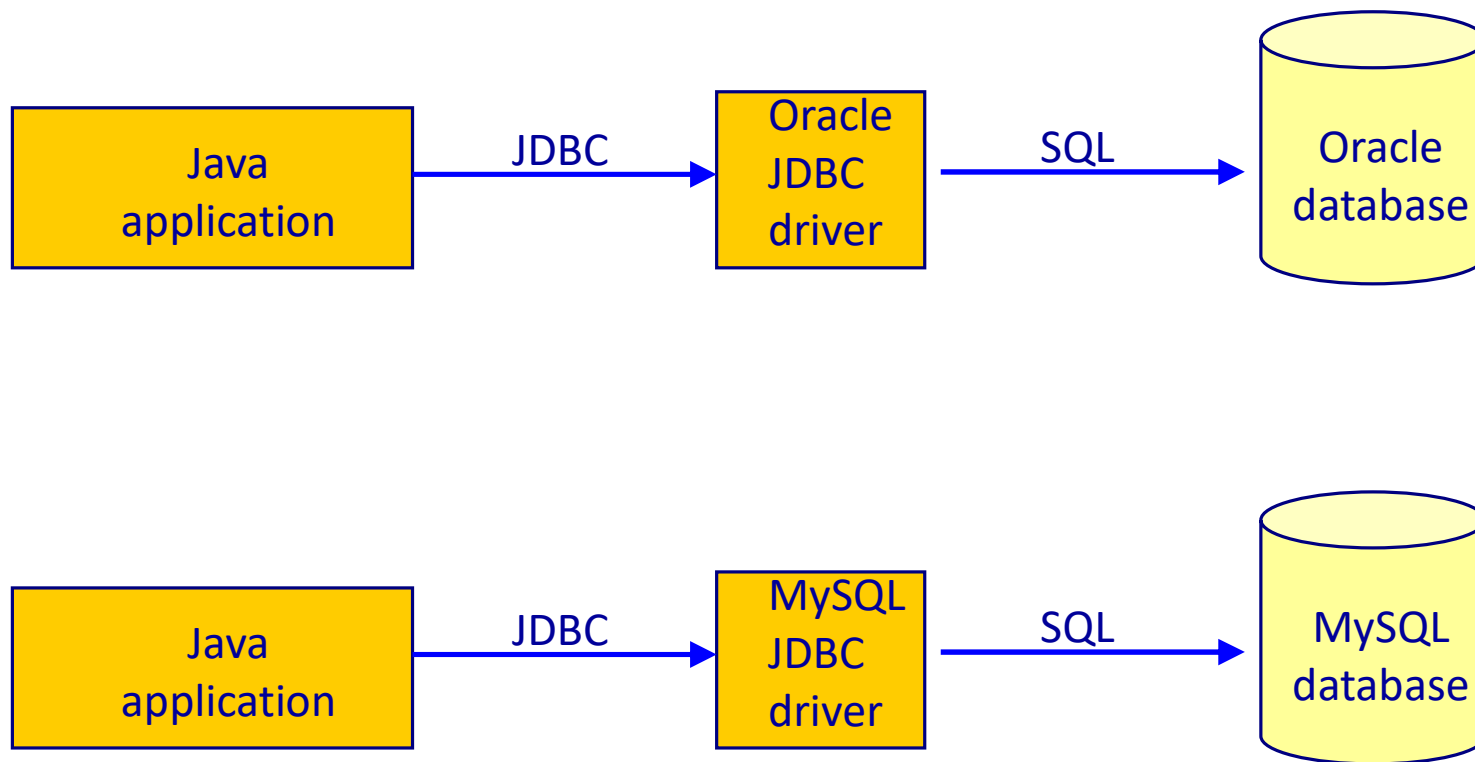 Java
application
JDBC
Oracle
JDBC
driver
SQL
Oracle
database
Java
application
JDBC
MySQL
JDBC
driver
SQL
MySQL
database